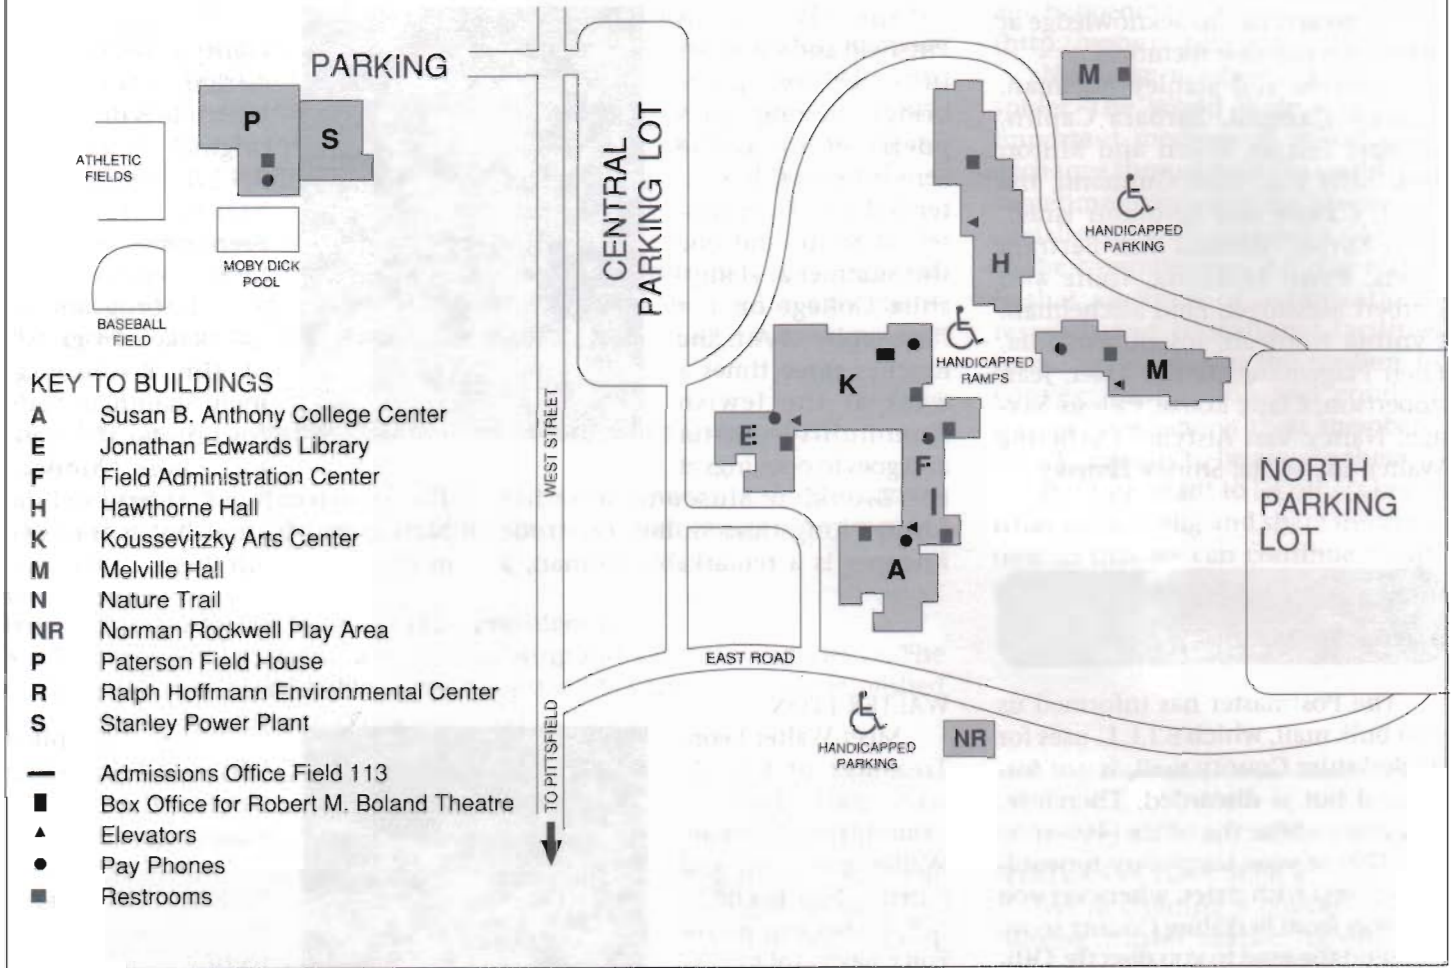 PARKING
P
S
ATHLETIC
FIELDS
MOBY DICK
POOL
BASEBALL
FIELD
CENTRAL
PARKING LOT
WEST STREET
TO PITTSFIELD
M
HANDICAPPED
PARKING
H
HANDICAPPED
RAMPS
K
M
E
F
A
NORTH
PARKING
LOT
EAST ROAD
HANDICAPPED
PARKING
NR
KEY TO BUILDINGS
A Susan B. Anthony College Center
E Jonathan Edwards Library
F Field Administration Center
H Hawthorne Hall
K Koussevitzky Arts Center
M Melville Hall
N Nature Trail
NR Norman Rockwell Play Area
P Paterson Field House
R Ralph Hoffmann Environmental Center
S Stanley Power Plant
Admissions Office Field 113
Box Office for Robert M. Boland Theatre
Elevators
Pay Phones
Restrooms